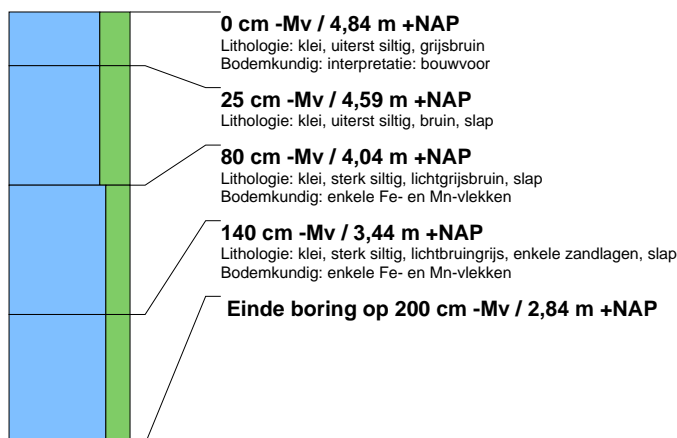 0 cm -Mv / 4,84 m +NAP
Lithologie: klei, uiterst siltig, grijsbruin
Bodemkundig: interpretatie: bouwvoor
25 cm -Mv / 4,59 m +NAP
Lithologie: klei, uiterst siltig, bruin, slap
80 cm -Mv / 4,04 m +NAP
Lithologie: klei, sterk siltig, lichtgrijsbruin, slap
Bodemkundig: enkele Fe- en Mn-vlekken
140 cm -Mv / 3,44 m +NAP
Lithologie: klei, sterk siltig, lichtbruingrijs, enkele zandlagen, slap
Bodemkundig: enkele Fe- en Mn-vlekken
Einde boring op 200 cm -Mv / 2,84 m +NAP